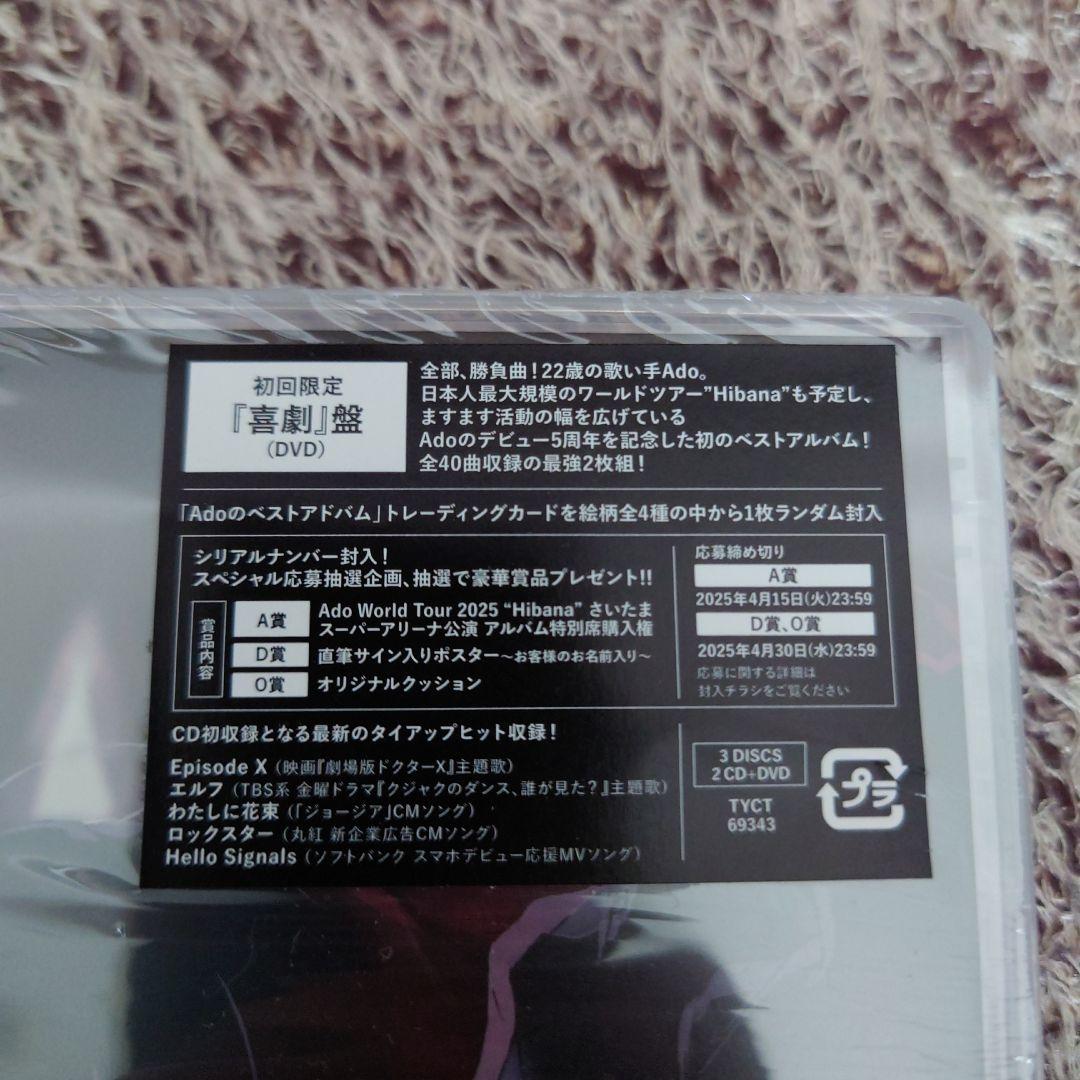 初回限定
『喜劇』盤
(DVD)
全部、勝負曲！22歳の歌い手Ado。
日本人最大規模のワールドツアー”Hibana”も予定し、
ますます活動の幅を広げている
Adoのデビュー5周年を記念した初のベストアルバム！
全40曲収録の最強2枚組！
「Adoのベストアドバム」トレーディングカードを絵柄全4種の中から1枚ランダム封入
シリアルナンバー封入！
スペシャル応募抽選企画、抽選で豪華賞品プレゼント!!
賞品内容
A賞
Ado World Tour 2025 “Hibana” さいたま
スーパーアリーナ公演 アルバム特別席購入権
D賞
直筆サイン入りポスター〜お客様のお名前入り〜
O賞
オリジナルクッション
応募締め切り
A賞
2025年4月15日(火)23:59
D賞、O賞
2025年4月30日(水)23:59
応募に関する詳細は
封入チラシをご覧ください
CD初収録となる最新のタイアップヒット収録！
Episode X（映画『劇場版ドクターX』主題歌）
エルフ（TBS系 金曜ドラマ『クジャクのダンス、誰が見た？』主題歌）
わたしに花束（「ジョージア」CMソング）
ロックスター（丸紅 新企業広告CMソング）
Hello Signals（ソフトバンク スマホデビュー応援MVソング）
3 DISCS
2 CD+DVD
TYCT
69343
プラ